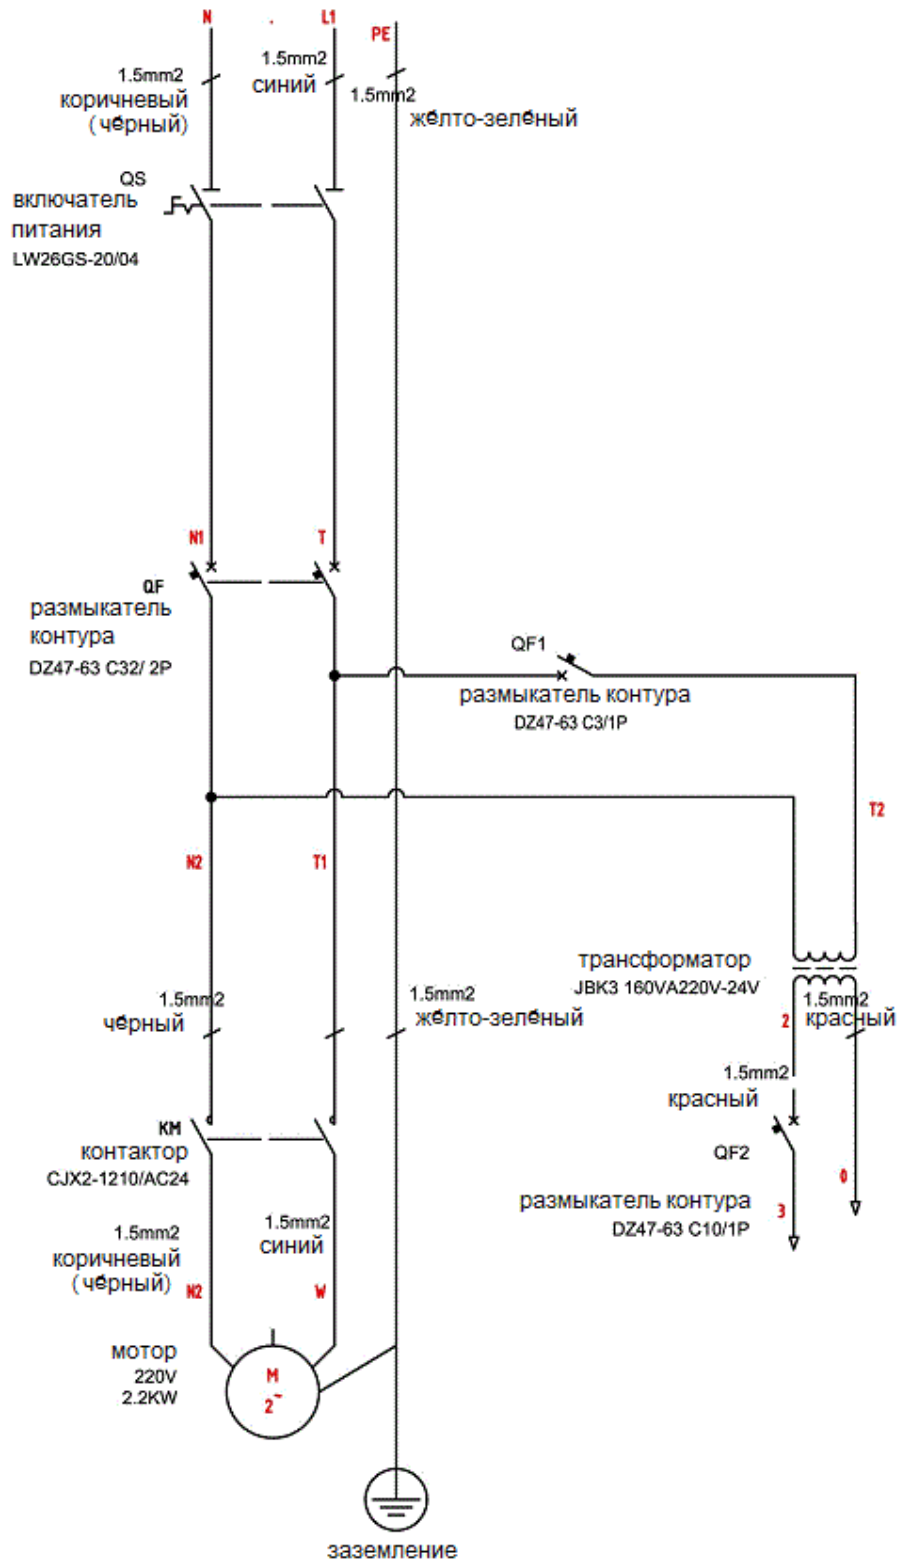 N
L1
PE
1.5mm2
коричневый
(чёрный)
1.5mm2
синий
1.5mm2
жёлто-зелёный
QS
включатель
питания
LW26GS-20/04
N1
T
QF
размыкатель
контура
DZ47-63 C32/ 2P
QF1
размыкатель контура
DZ47-63 C3/1P
T2
N2
T1
трансформатор
JBK3 160VA220V-24V
1.5mm2
чёрный
1.5mm2
жёлто-зелёный
2
1.5mm2
красный
1.5mm2
красный
KM
контактор
CJX2-1210/AC24
QF2
0
размыкатель контура
DZ47-63 C10/1P
3
1.5mm2
коричневый
(чёрный)
1.5mm2
синий
N2
W
мотор
220V
2.2KW
M
2~
заземление